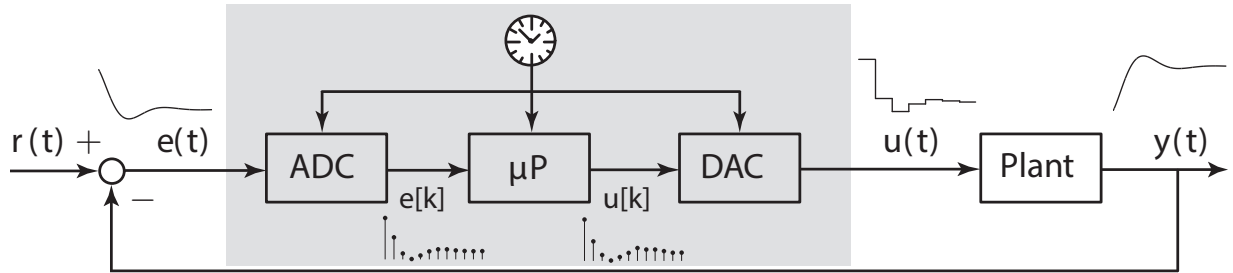 r(t) + e(t) ADC e[k] μP u[k] DAC u(t) Plant y(t)
−